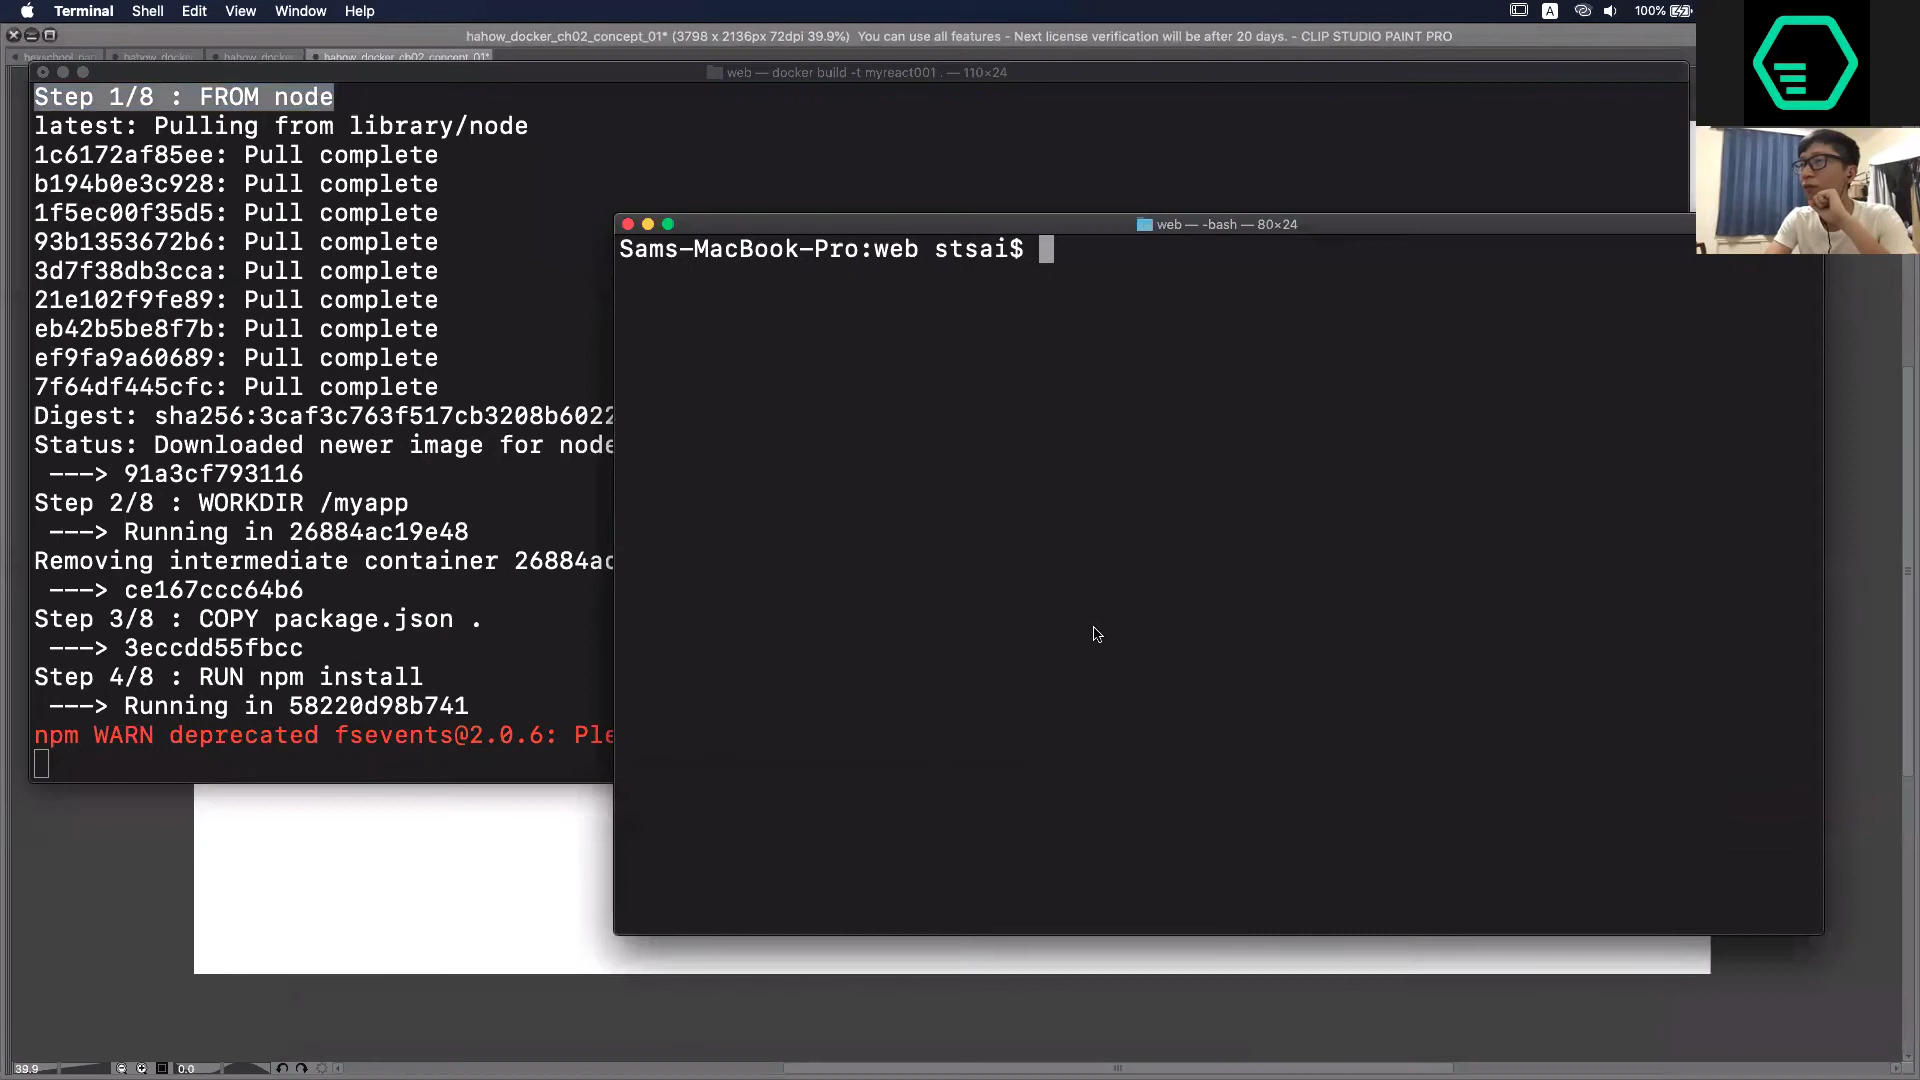 Terminal Shell Edit View Window Help
A 100%
hahow_docker_ch02_concept_01* (3798 x 2136px 72dpi 39.9%) You can use all features - Next license verification will be after 20 days. - CLIP STUDIO PAINT PRO
hahow_docker_ch02_concept_01*
web — docker build -t myreact001 . — 110×24
Step 1/8 : FROM node
latest: Pulling from library/node
1c6172af85ee: Pull complete
b194b0e3c928: Pull complete
1f5ec00f35d5: Pull complete
93b1353672b6: Pull complete
3d7f38db3cca: Pull complete
21e102f9fe89: Pull complete
eb42b5be8f7b: Pull complete
ef9fa9a60689: Pull complete
7f64df445cfc: Pull complete
Digest: sha256:3caf3c763f517cb3208b6022
Status: Downloaded newer image for node
---> 91a3cf793116
Step 2/8 : WORKDIR /myapp
---> Running in 26884ac19e48
Removing intermediate container 26884ac
---> ce167ccc64b6
Step 3/8 : COPY package.json .
---> 3eccdd55fbcc
Step 4/8 : RUN npm install
---> Running in 58220d98b741
npm WARN deprecated fsevents@2.0.6: Ple
web — -bash — 80×24
Sams-MacBook-Pro:web stsai$
39.9
0.0